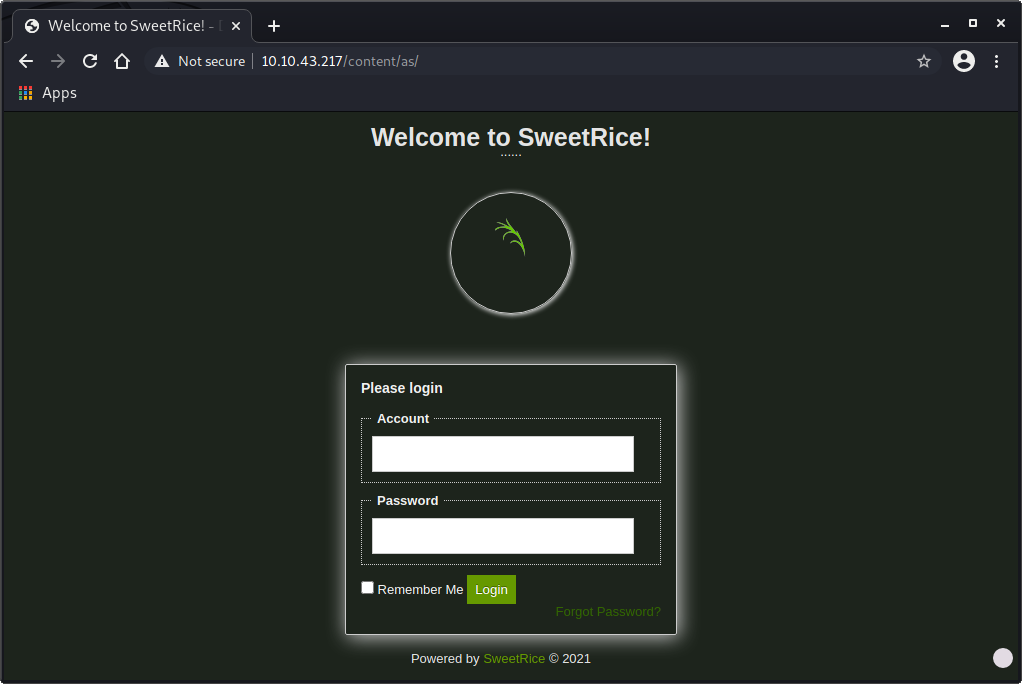 Welcome to SweetRice! -
Not secure 10.10.43.217/content/as/
Apps
Welcome to SweetRice!
......
Please login
Account
Password
Remember Me Login
Forgot Password?
Powered by SweetRice © 2021